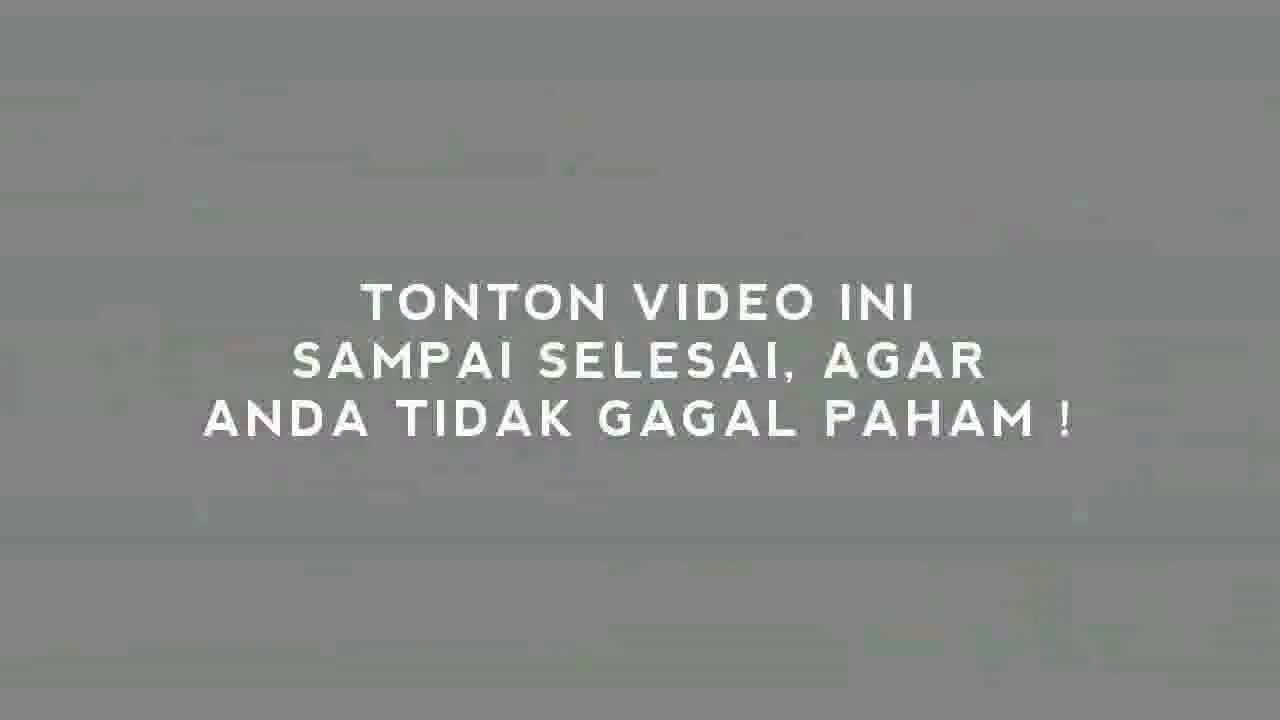 TONTON VIDEO INI
SAMPAI SELESAI, AGAR
ANDA TIDAK GAGAL PAHAM !